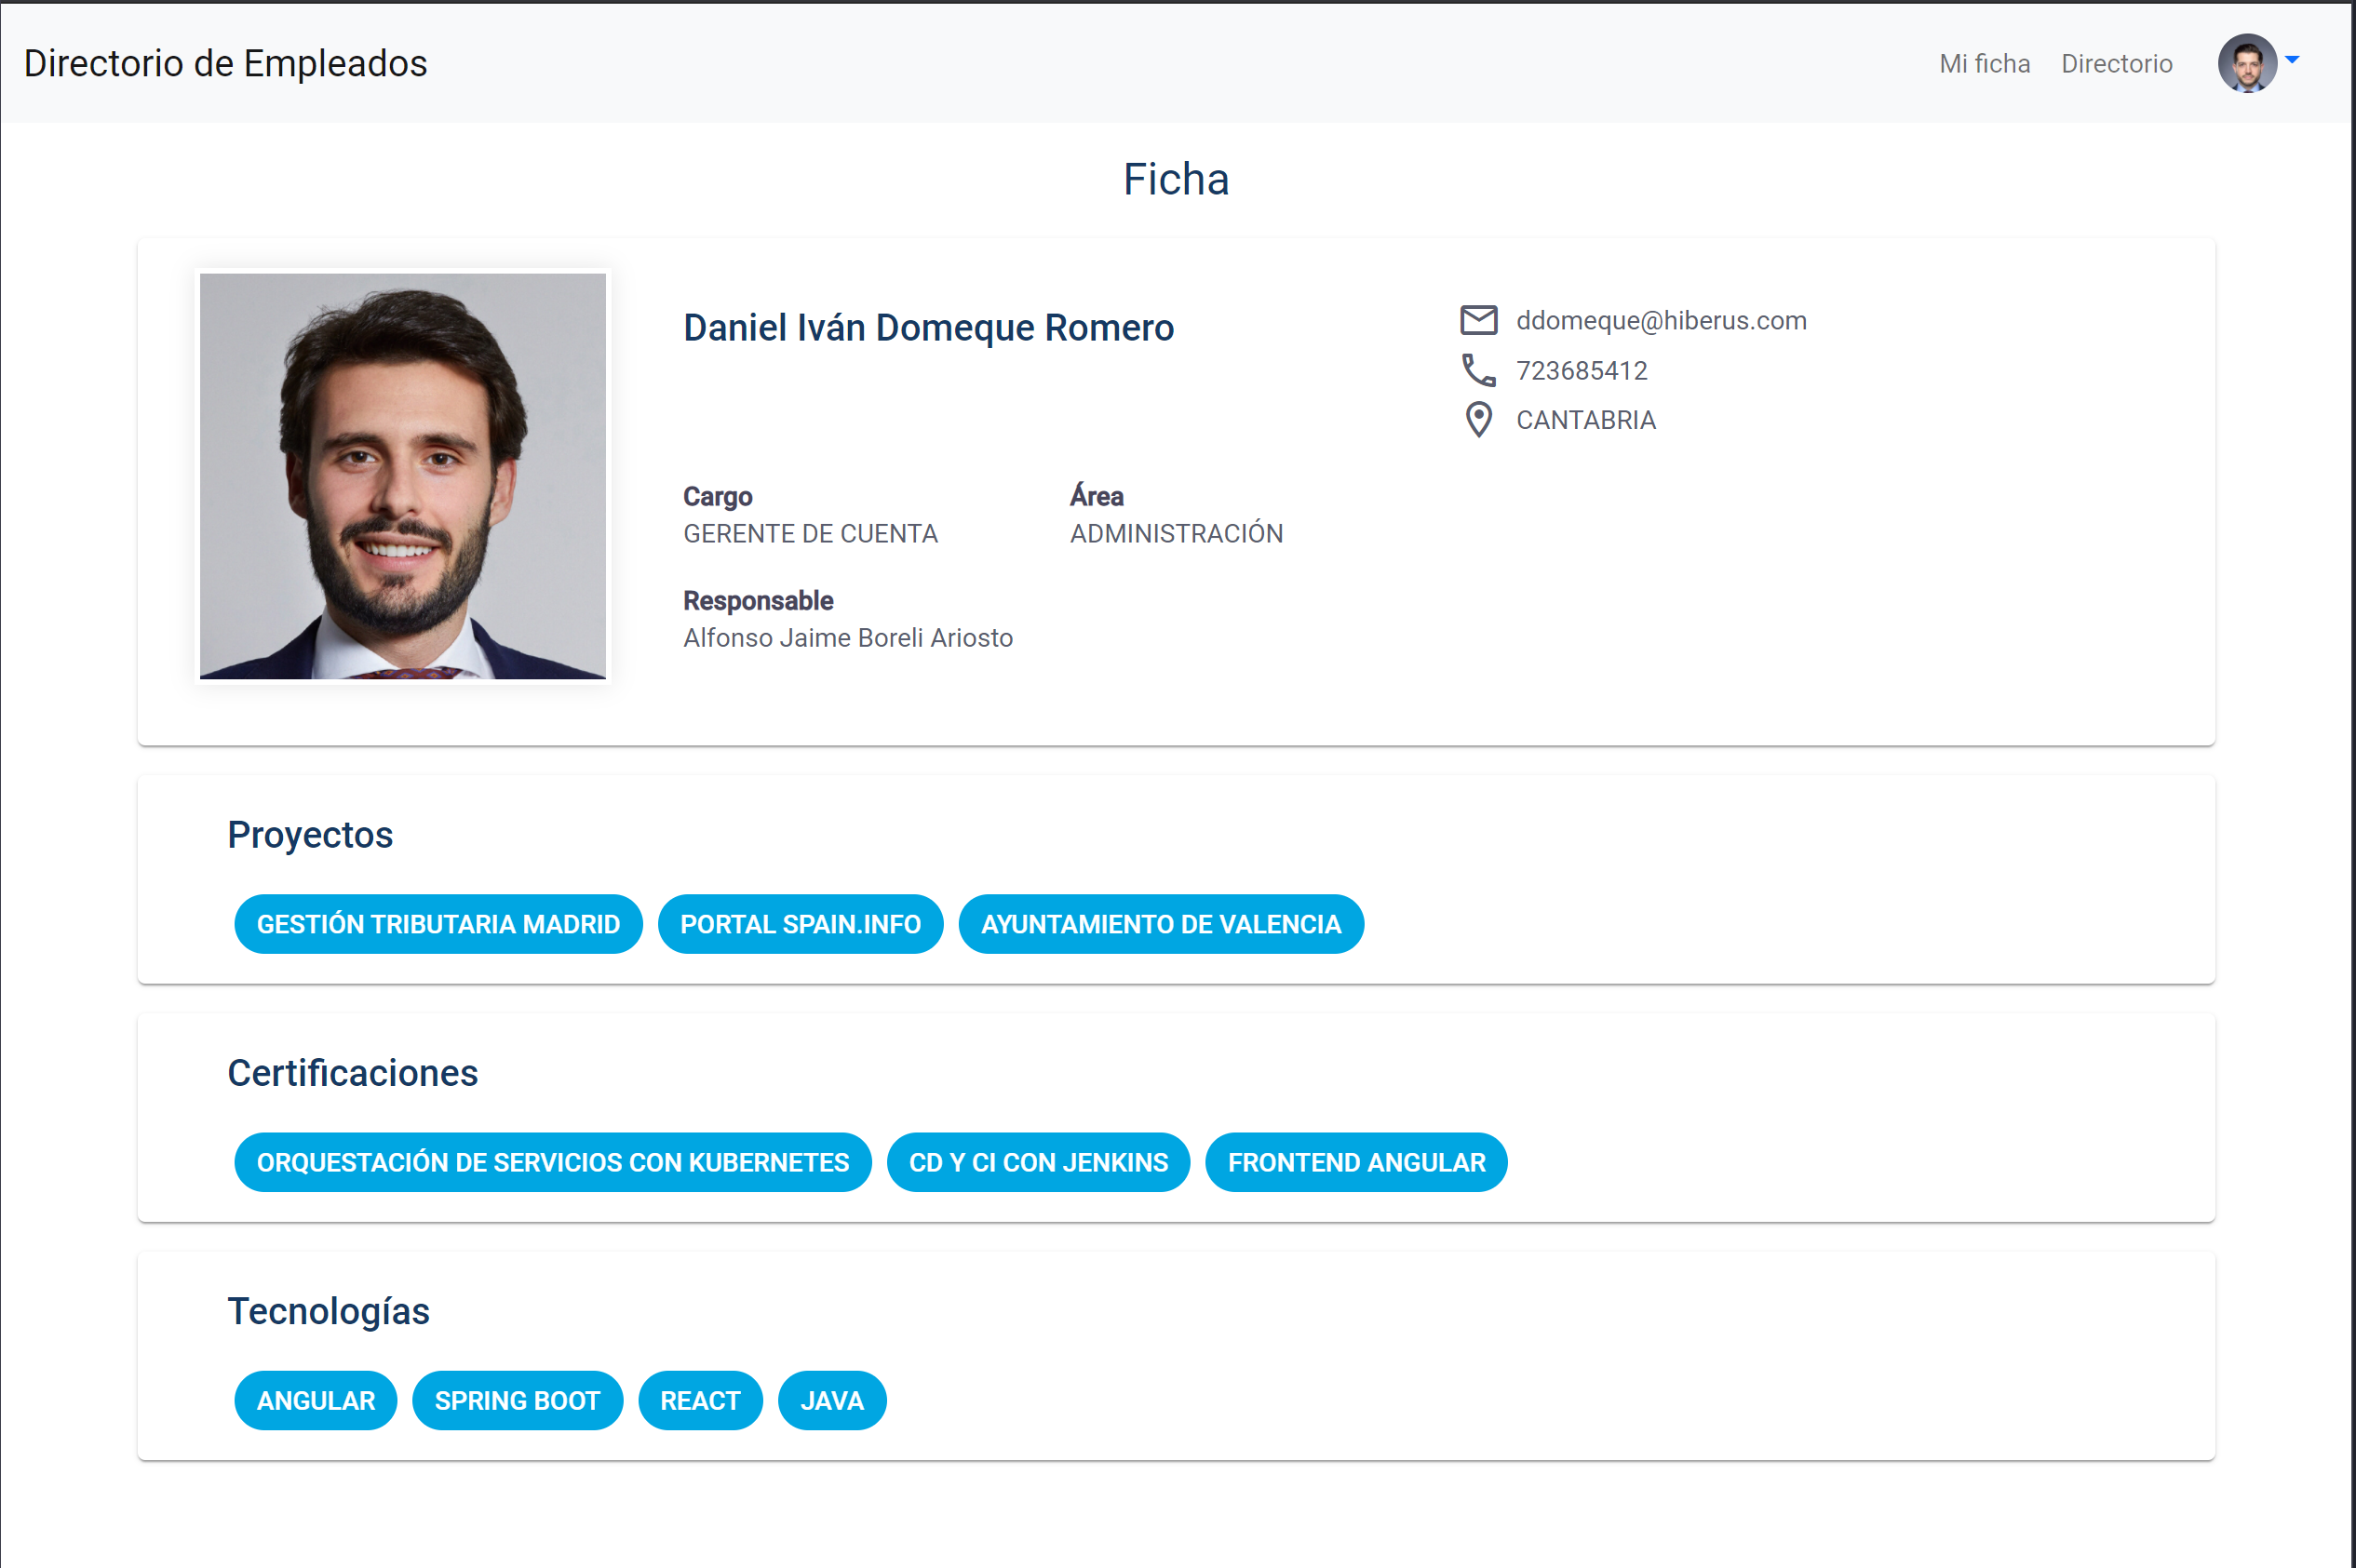 Directorio de Empleados
Mi ficha
Directorio
Ficha
Daniel Iván Domeque Romero
ddomeque@hiberus.com
723685412
CANTABRIA
Cargo
GERENTE DE CUENTA
Área
ADMINISTRACIÓN
Responsable
Alfonso Jaime Boreli Ariosto
Proyectos
GESTIÓN TRIBUTARIA MADRID
PORTAL SPAIN.INFO
AYUNTAMIENTO DE VALENCIA
Certificaciones
ORQUESTACIÓN DE SERVICIOS CON KUBERNETES
CD Y CI CON JENKINS
FRONTEND ANGULAR
Tecnologías
ANGULAR
SPRING BOOT
REACT
JAVA